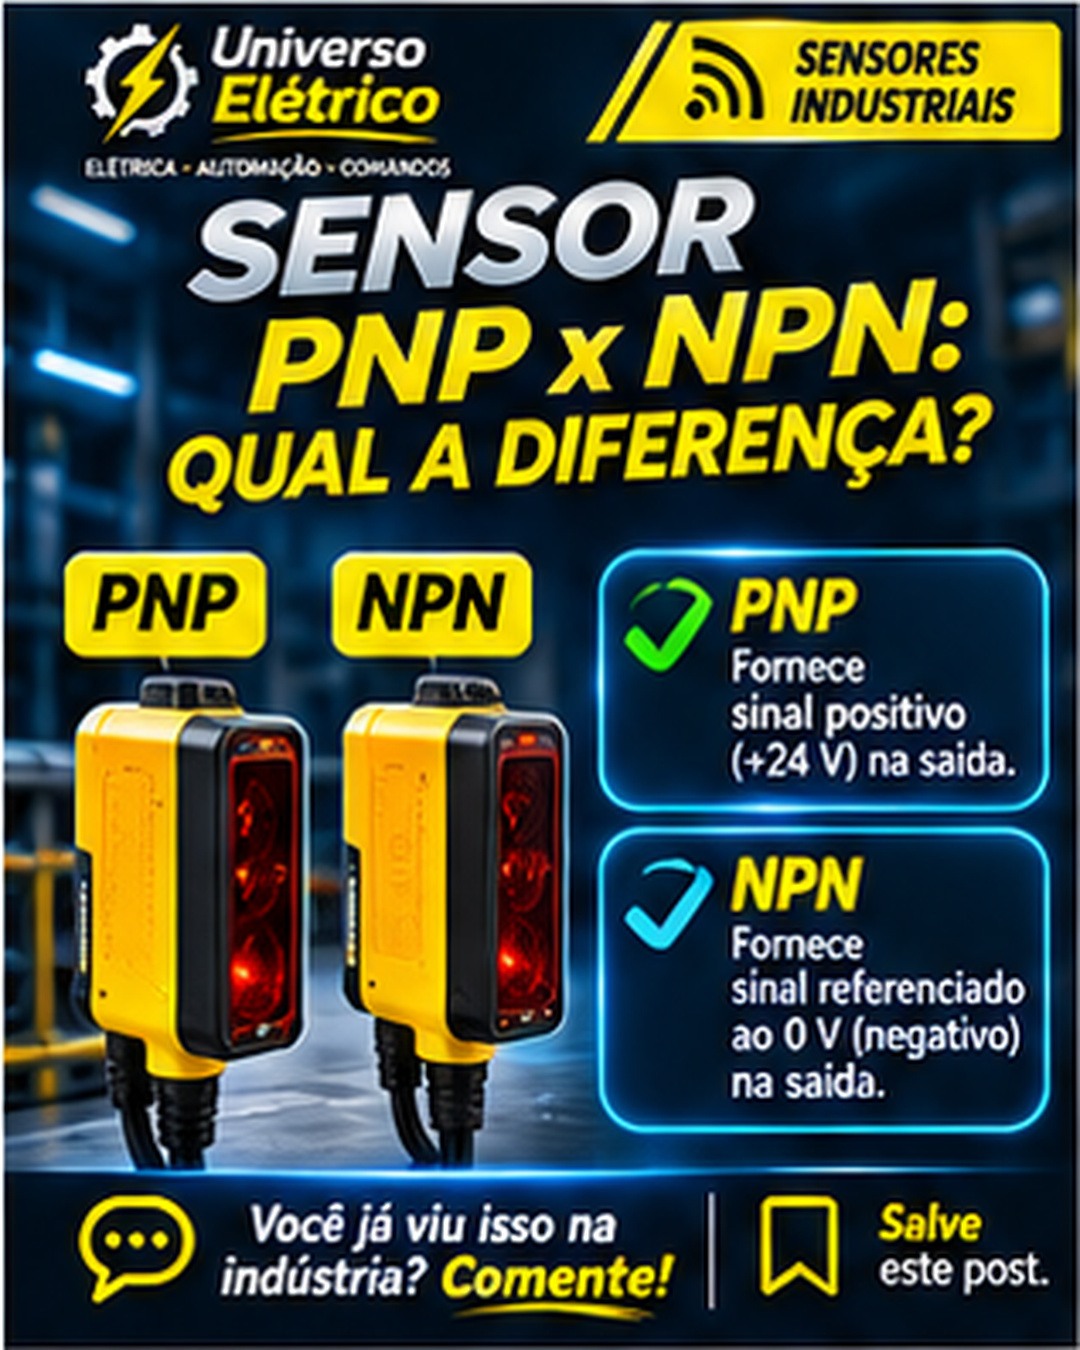 Universo
Elétrico
ELÉTRICA - AUTOMAÇÃO - COMANDOS
SENSORES
INDUSTRIAIS
SENSOR
PNP x NPN:
QUAL A DIFERENÇA?
PNP
NPN
PNP
Fornece
sinal positivo
(+24 V) na saida.
NPN
Fornece
sinal referenciado
ao 0 V (negativo)
na saida.
Você já viu isso na
indústria? Comente!
Salve
este post.